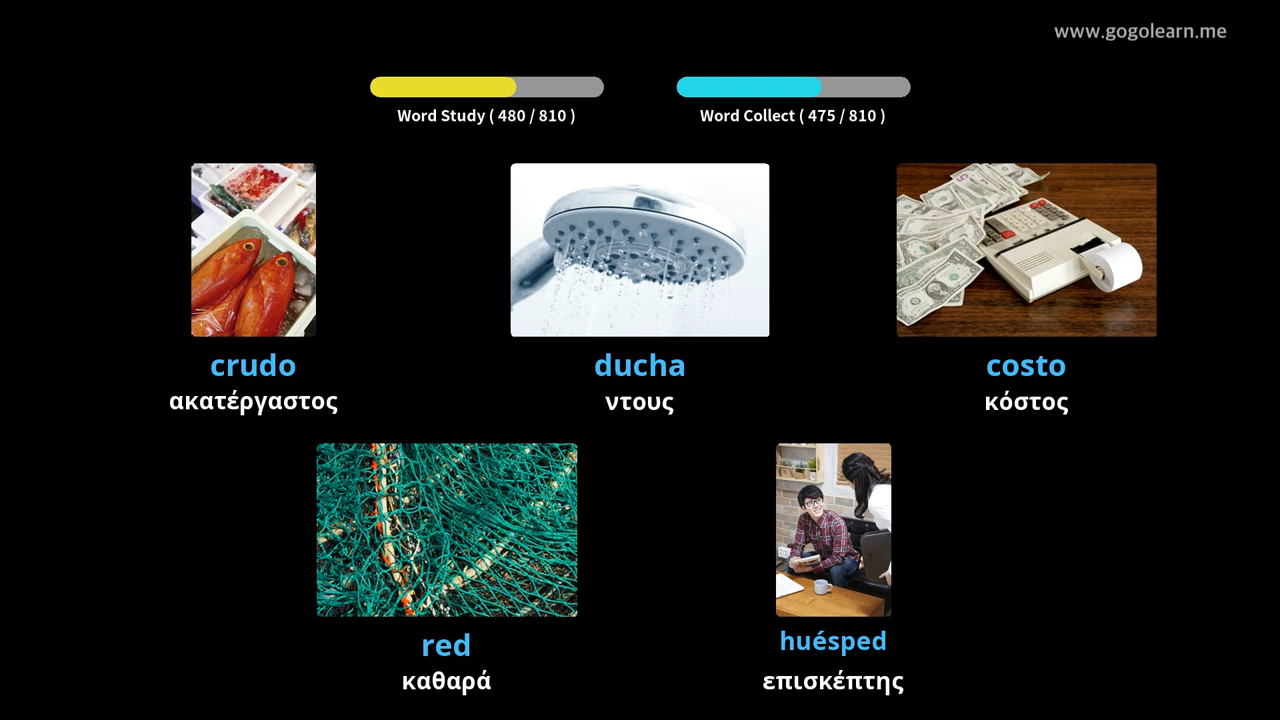 www.gogolearn.me
Word Study ( 480 / 810 )
Word Collect ( 475 / 810 )
crudo
ακατέργαστος
ducha
ντους
costo
κόστος
red
καθαρά
huésped
επισκέπτης